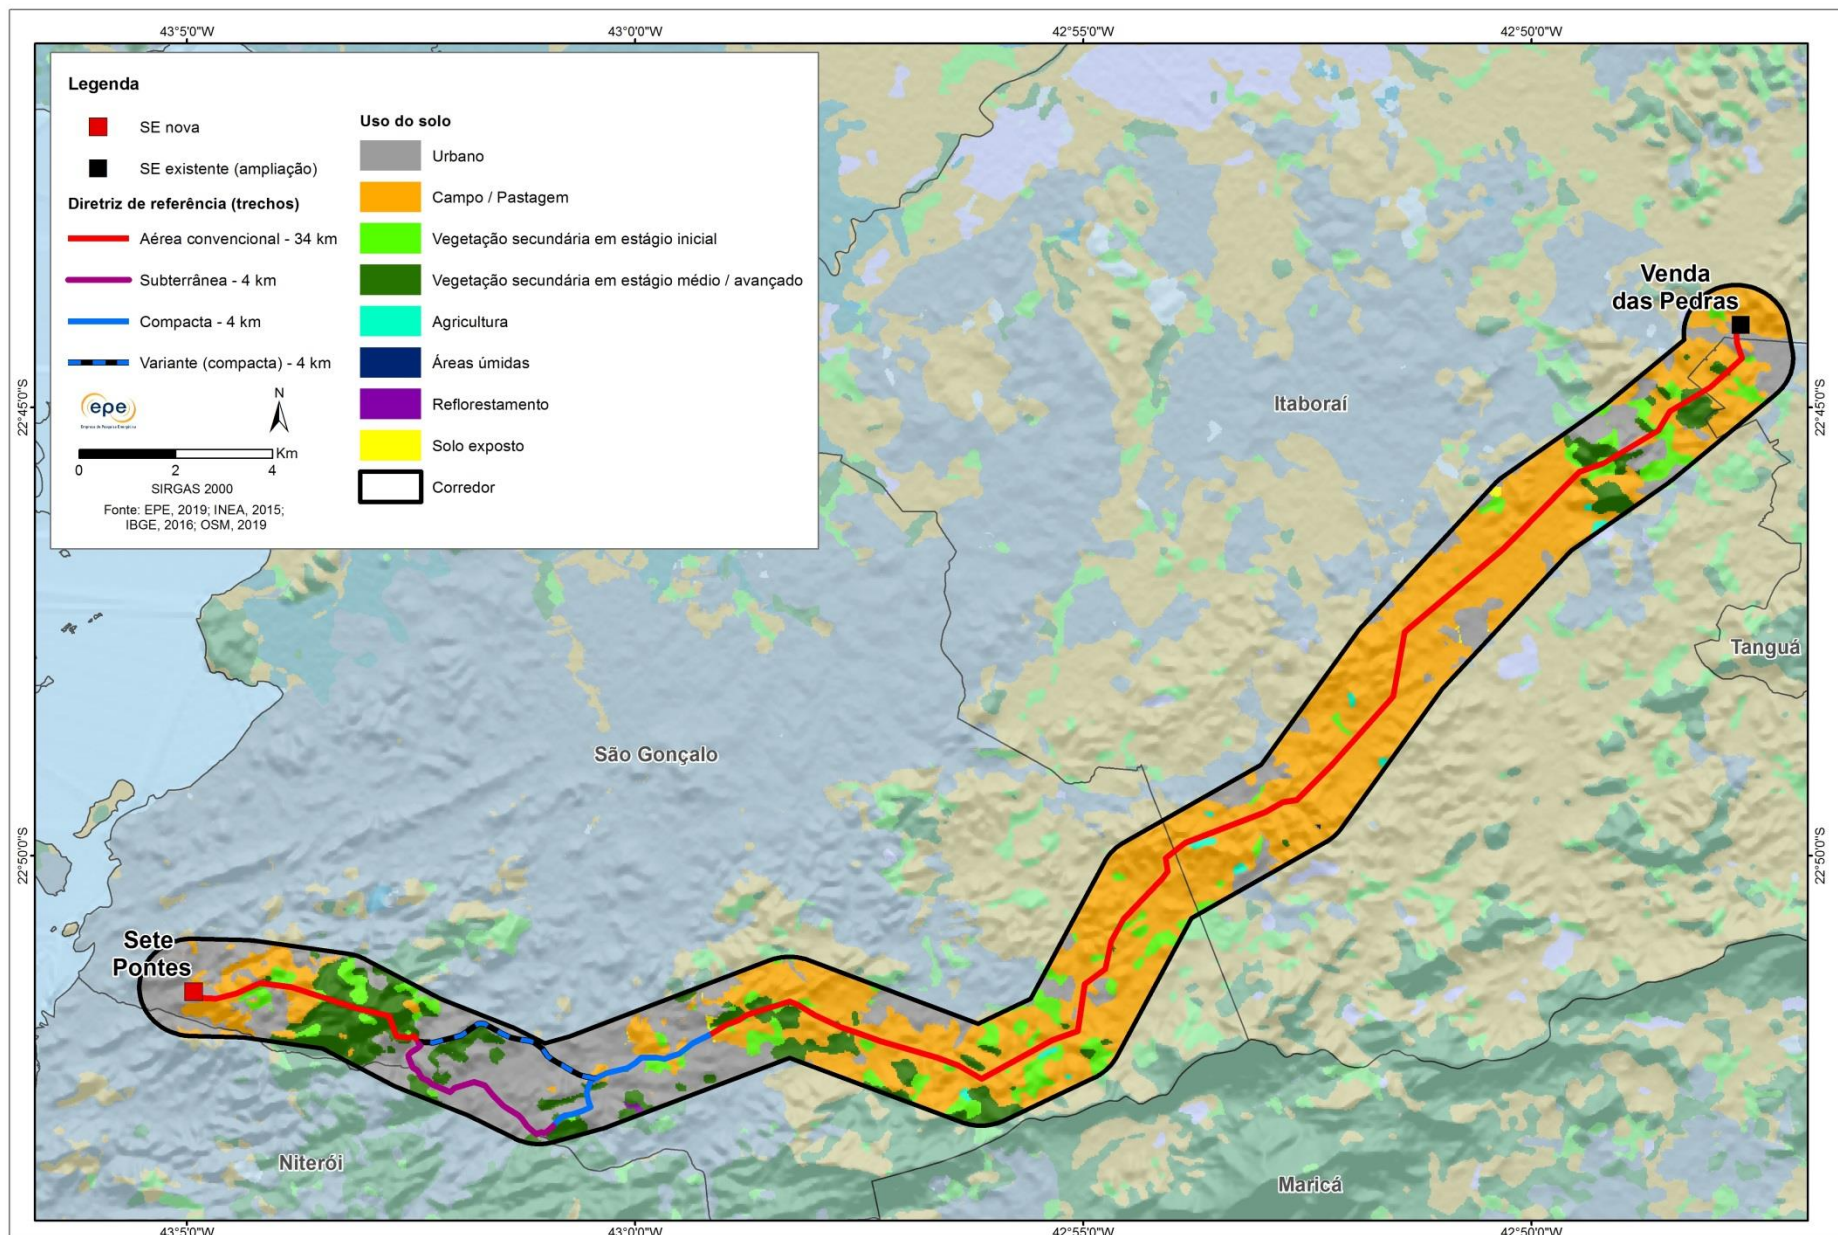 43°5'0"W
43°0'0"W
42°55'0"W
42°50'0"W
Legenda
SE nova
SE existente (ampliação)
Diretriz de referência (trechos)
Aérea convencional - 34 km
Subterrânea - 4 km
Compacta - 4 km
Variante (compacta) - 4 km
epe
Empresa de Pesquisa Energética
N
Km
0
2
4
SIRGAS 2000
Fonte: EPE, 2019; INEA, 2015;
IBGE, 2016; OSM, 2019
Uso do solo
Urbano
Campo / Pastagem
Vegetação secundária em estágio inicial
Vegetação secundária em estágio médio / avançado
Agricultura
Áreas úmidas
Reflorestamento
Solo exposto
Corredor
Venda
das Pedras
Itaboraí
22°45'0"S
22°45'0"S
Tanguá
São Gonçalo
22°50'0"S
22°50'0"S
Sete
Pontes
Niterói
Maricá
43°5'0"W
43°0'0"W
42°55'0"W
42°50'0"W